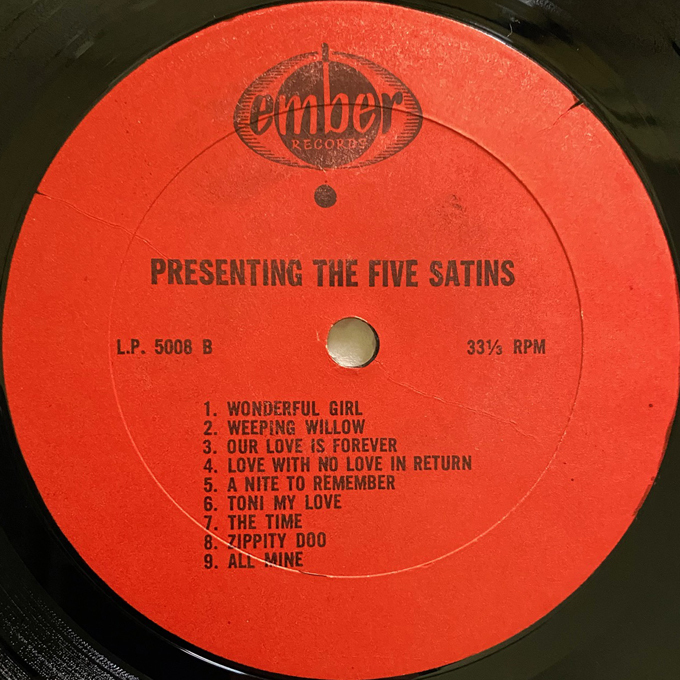 ember
RECORDS
PRESENTING THE FIVE SATINS
L.P. 5008 B 33⅓ RPM
1. WONDERFUL GIRL
2. WEEPING WILLOW
3. OUR LOVE IS FOREVER
4. LOVE WITH NO LOVE IN RETURN
5. A NITE TO REMEMBER
6. TONI MY LOVE
7. THE TIME
8. ZIPPITY DOO
9. ALL MINE